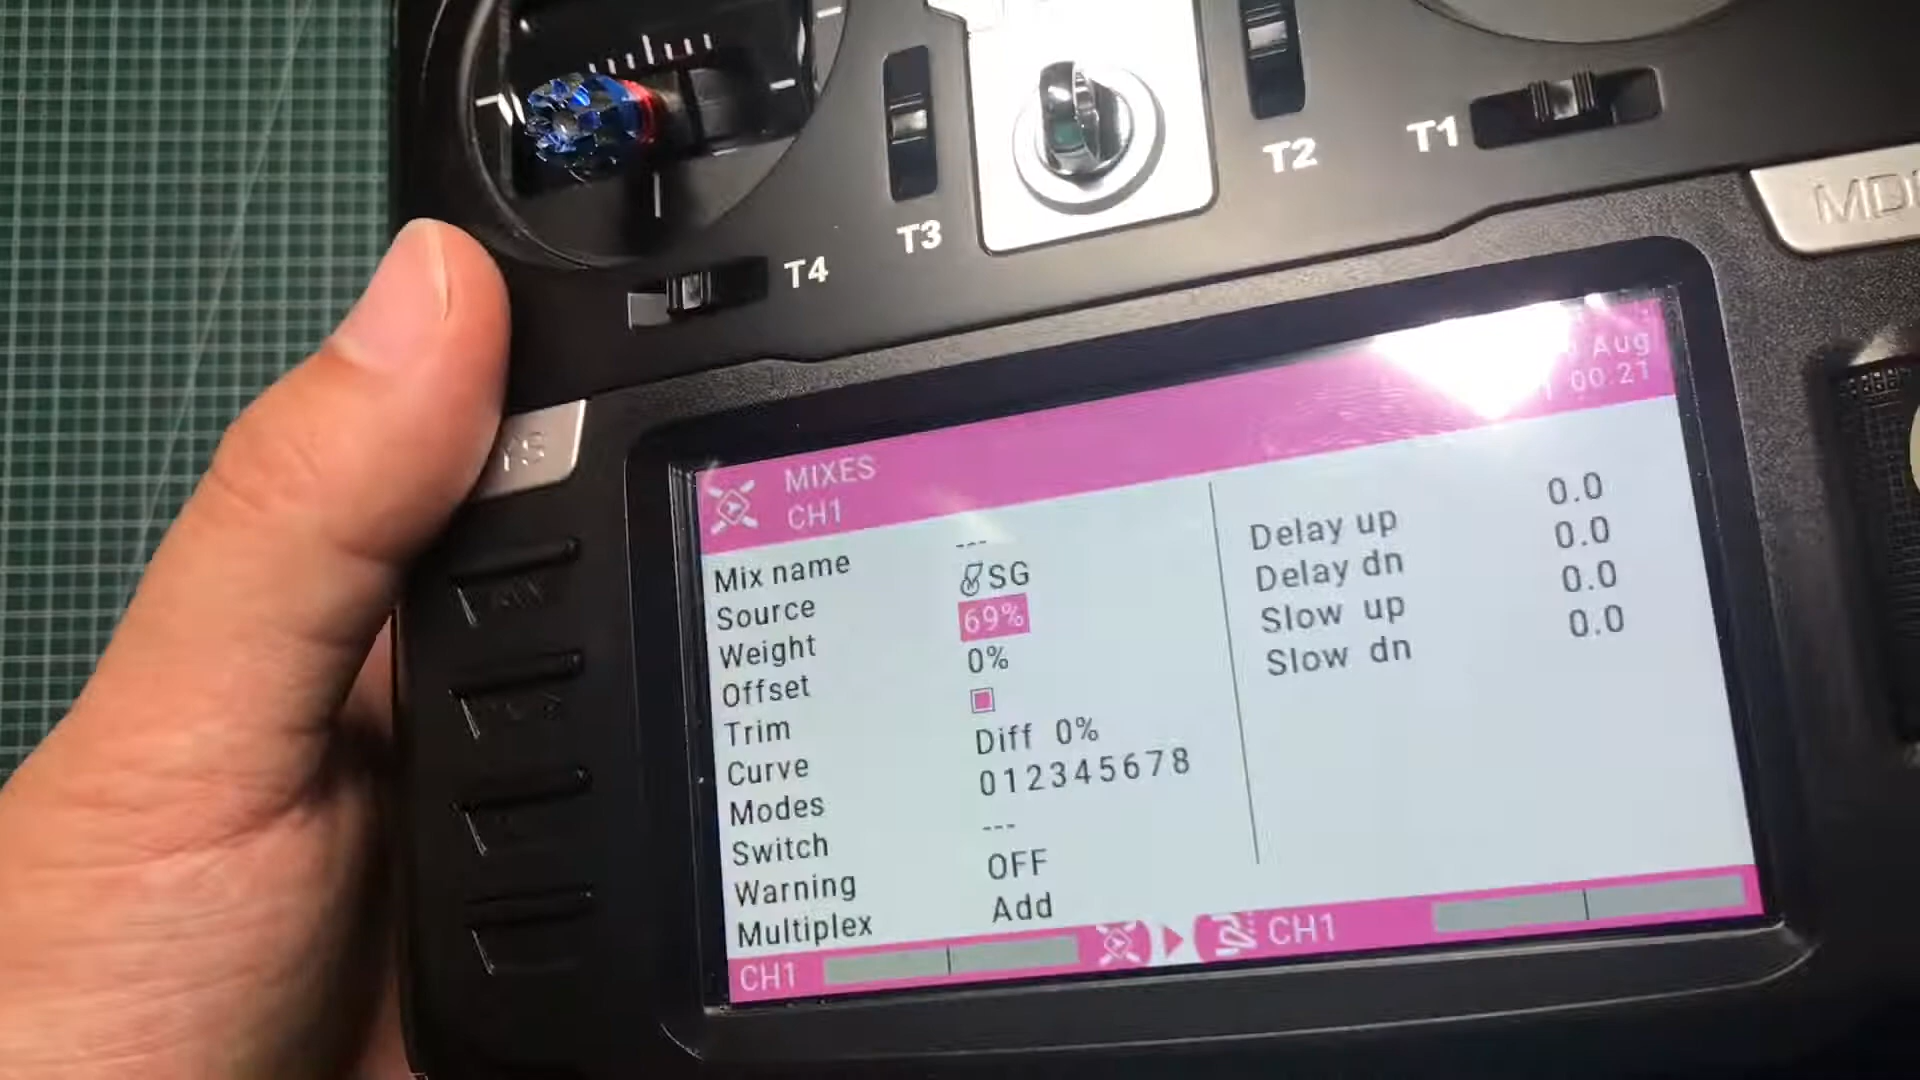 T3
T4
T2
T1
Aug
00:21
MIXES
CH1
Mix name ---
Source SG
Weight 69%
Offset 0%
Trim
Curve Diff 0%
Modes 012345678
Switch ---
Warning OFF
Multiplex Add
Delay up 0.0
Delay dn 0.0
Slow up 0.0
Slow dn 0.0
CH1
CH1